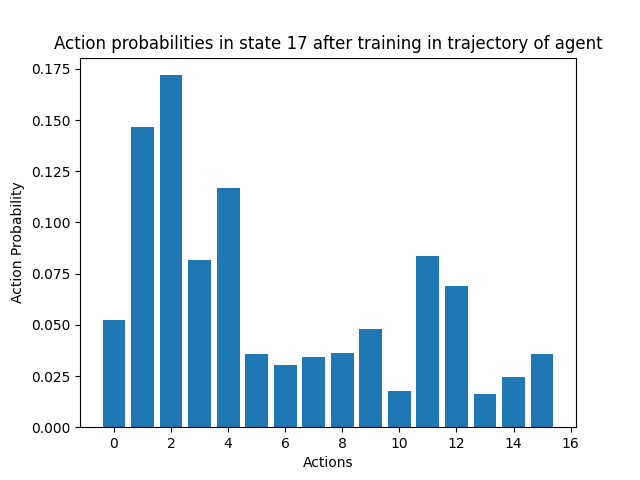 Action probabilities in state 17 after training in trajectory of agent
0.175
0.150
0.125
0.100
0.075
0.050
0.025
0.000
Action Probability
0 2 4 6 8 10 12 14 16
Actions